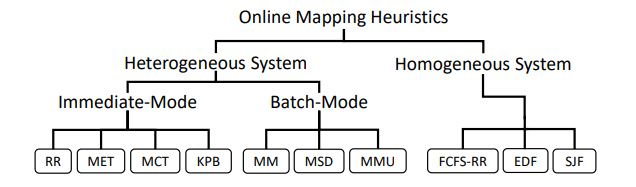 Online Mapping Heuristics
Heterogeneous System
Homogeneous System
Immediate-Mode
Batch-Mode
RR
MET
MCT
KPB
MM
MSD
MMU
FCFS-RR
EDF
SJF